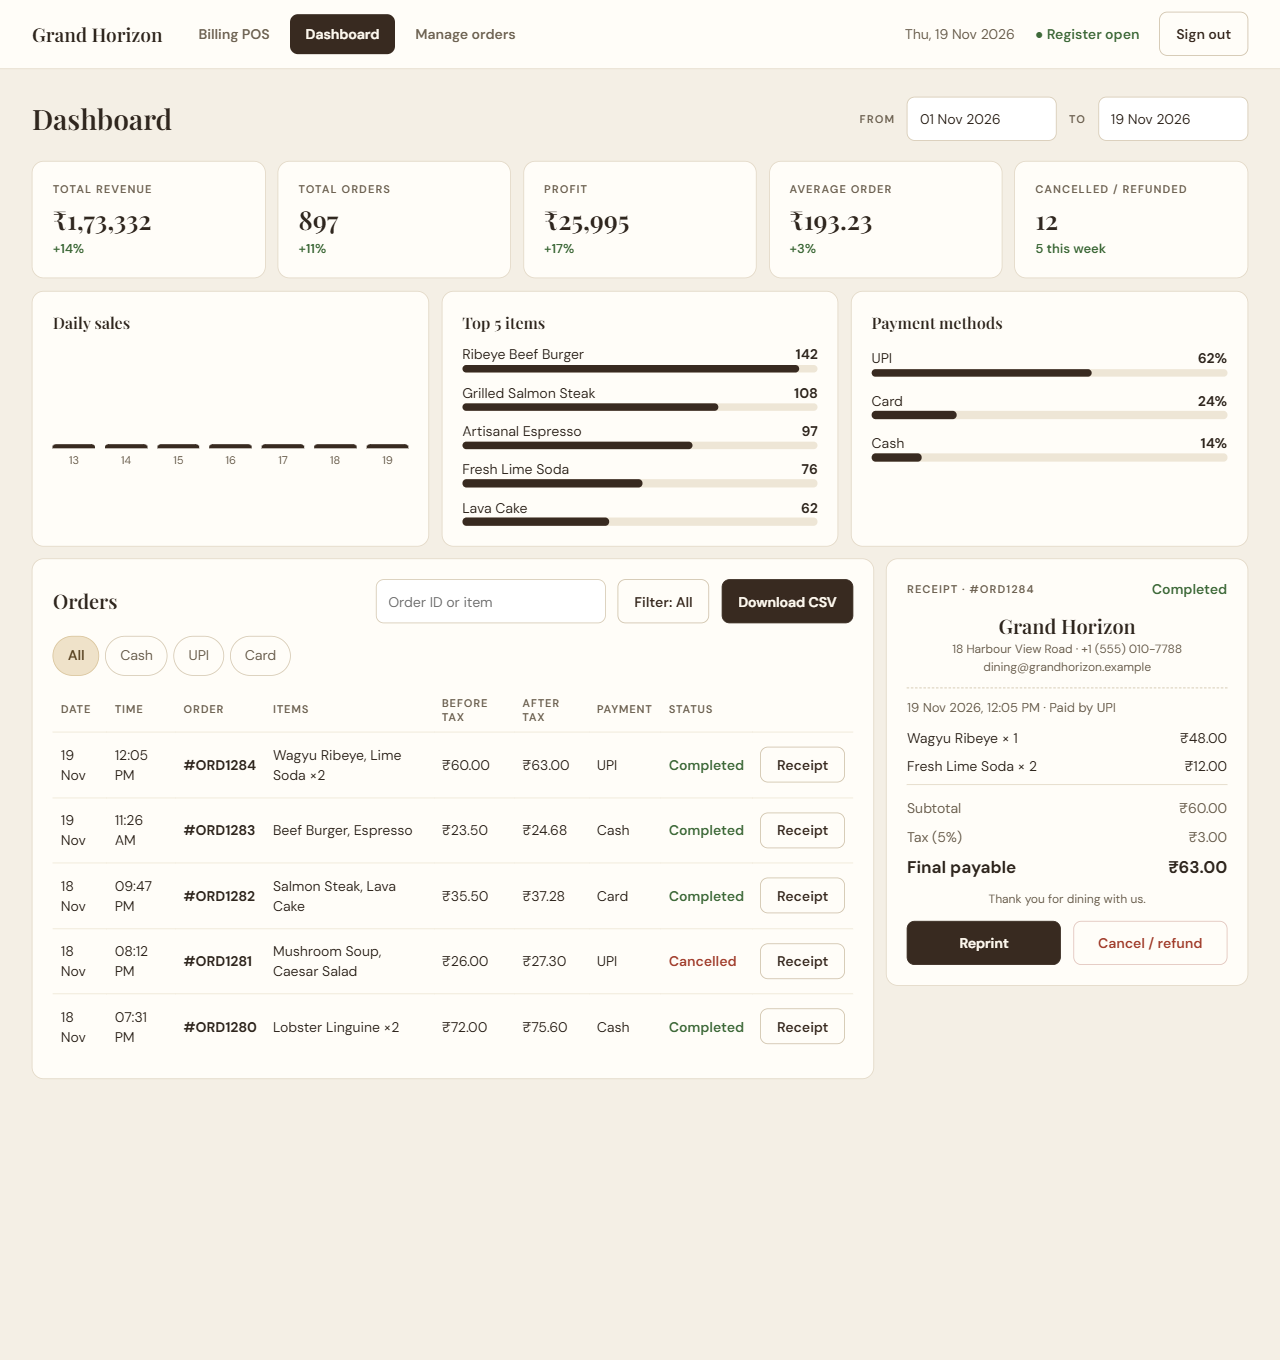 Grand Horizon
Billing POS
Dashboard
Manage orders
Thu, 19 Nov 2026
● Register open
Sign out
Dashboard
FROM
01 Nov 2026
TO
19 Nov 2026
TOTAL REVENUE
₹1,73,332
+14%
TOTAL ORDERS
897
+11%
PROFIT
₹25,995
+17%
AVERAGE ORDER
₹193.23
+3%
CANCELLED / REFUNDED
12
5 this week
Daily sales
13 14 15 16 17 18 19
Top 5 items
Ribeye Beef Burger 142
Grilled Salmon Steak 108
Artisanal Espresso 97
Fresh Lime Soda 76
Lava Cake 62
Payment methods
UPI 62%
Card 24%
Cash 14%
Orders
Order ID or item
Filter: All
Download CSV
All
Cash
UPI
Card
DATE TIME ORDER ITEMS BEFORE TAX AFTER TAX PAYMENT STATUS
19 Nov 12:05 PM #ORD1284 Wagyu Ribeye, Lime Soda ×2 ₹60.00 ₹63.00 UPI Completed Receipt
19 Nov 11:26 AM #ORD1283 Beef Burger, Espresso ₹23.50 ₹24.68 Cash Completed Receipt
18 Nov 09:47 PM #ORD1282 Salmon Steak, Lava Cake ₹35.50 ₹37.28 Card Completed Receipt
18 Nov 08:12 PM #ORD1281 Mushroom Soup, Caesar Salad ₹26.00 ₹27.30 UPI Cancelled Receipt
18 Nov 07:31 PM #ORD1280 Lobster Linguine ×2 ₹72.00 ₹75.60 Cash Completed Receipt
RECEIPT · #ORD1284
Completed
Grand Horizon
18 Harbour View Road · +1 (555) 010-7788
dining@grandhorizon.example
19 Nov 2026, 12:05 PM · Paid by UPI
Wagyu Ribeye × 1 ₹48.00
Fresh Lime Soda × 2 ₹12.00
Subtotal ₹60.00
Tax (5%) ₹3.00
Final payable ₹63.00
Thank you for dining with us.
Reprint
Cancel / refund